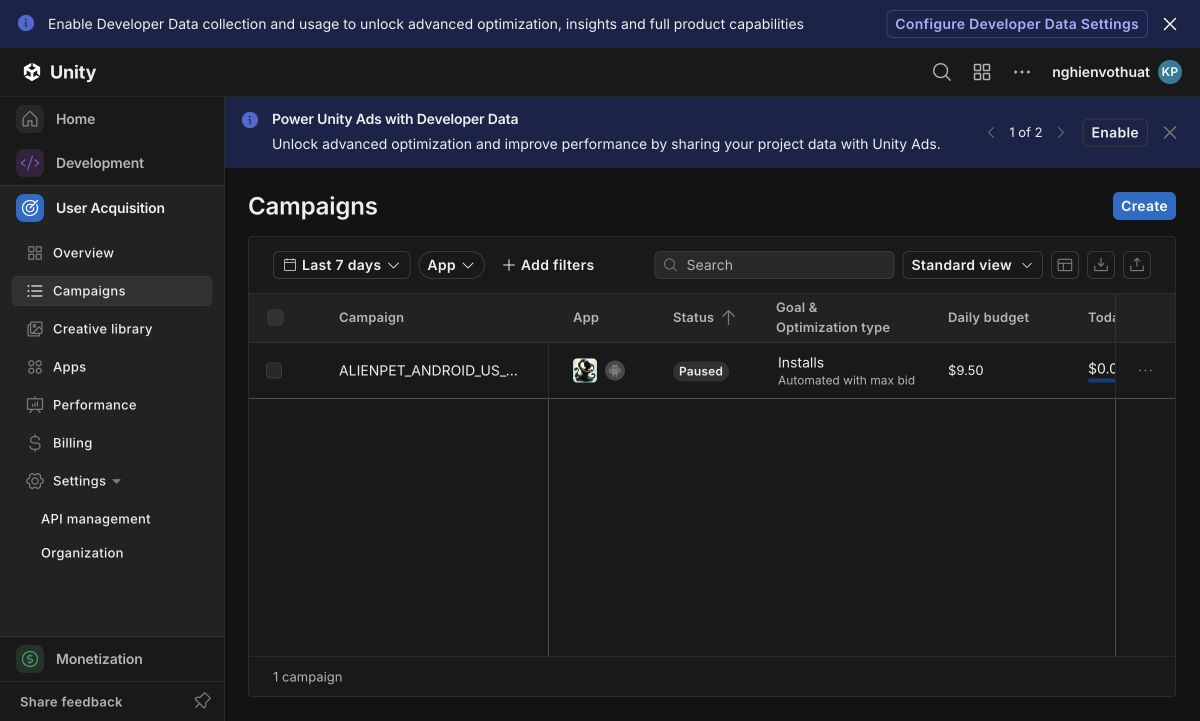 Enable Developer Data collection and usage to unlock advanced optimization, insights and full product capabilities
Configure Developer Data Settings
Unity
nghienvothuat
KP
Home
Development
User Acquisition
Overview
Campaigns
Creative library
Apps
Performance
Billing
Settings
API management
Organization
Monetization
Share feedback
Power Unity Ads with Developer Data
Unlock advanced optimization and improve performance by sharing your project data with Unity Ads.
1 of 2
Enable
Campaigns
Create
Last 7 days
App
Add filters
Search
Standard view
Campaign
App
Status
Goal &
Optimization type
Daily budget
Toda
ALIENPET_ANDROID_US_...
Paused
Installs
Automated with max bid
$9.50
$0.0
1 campaign